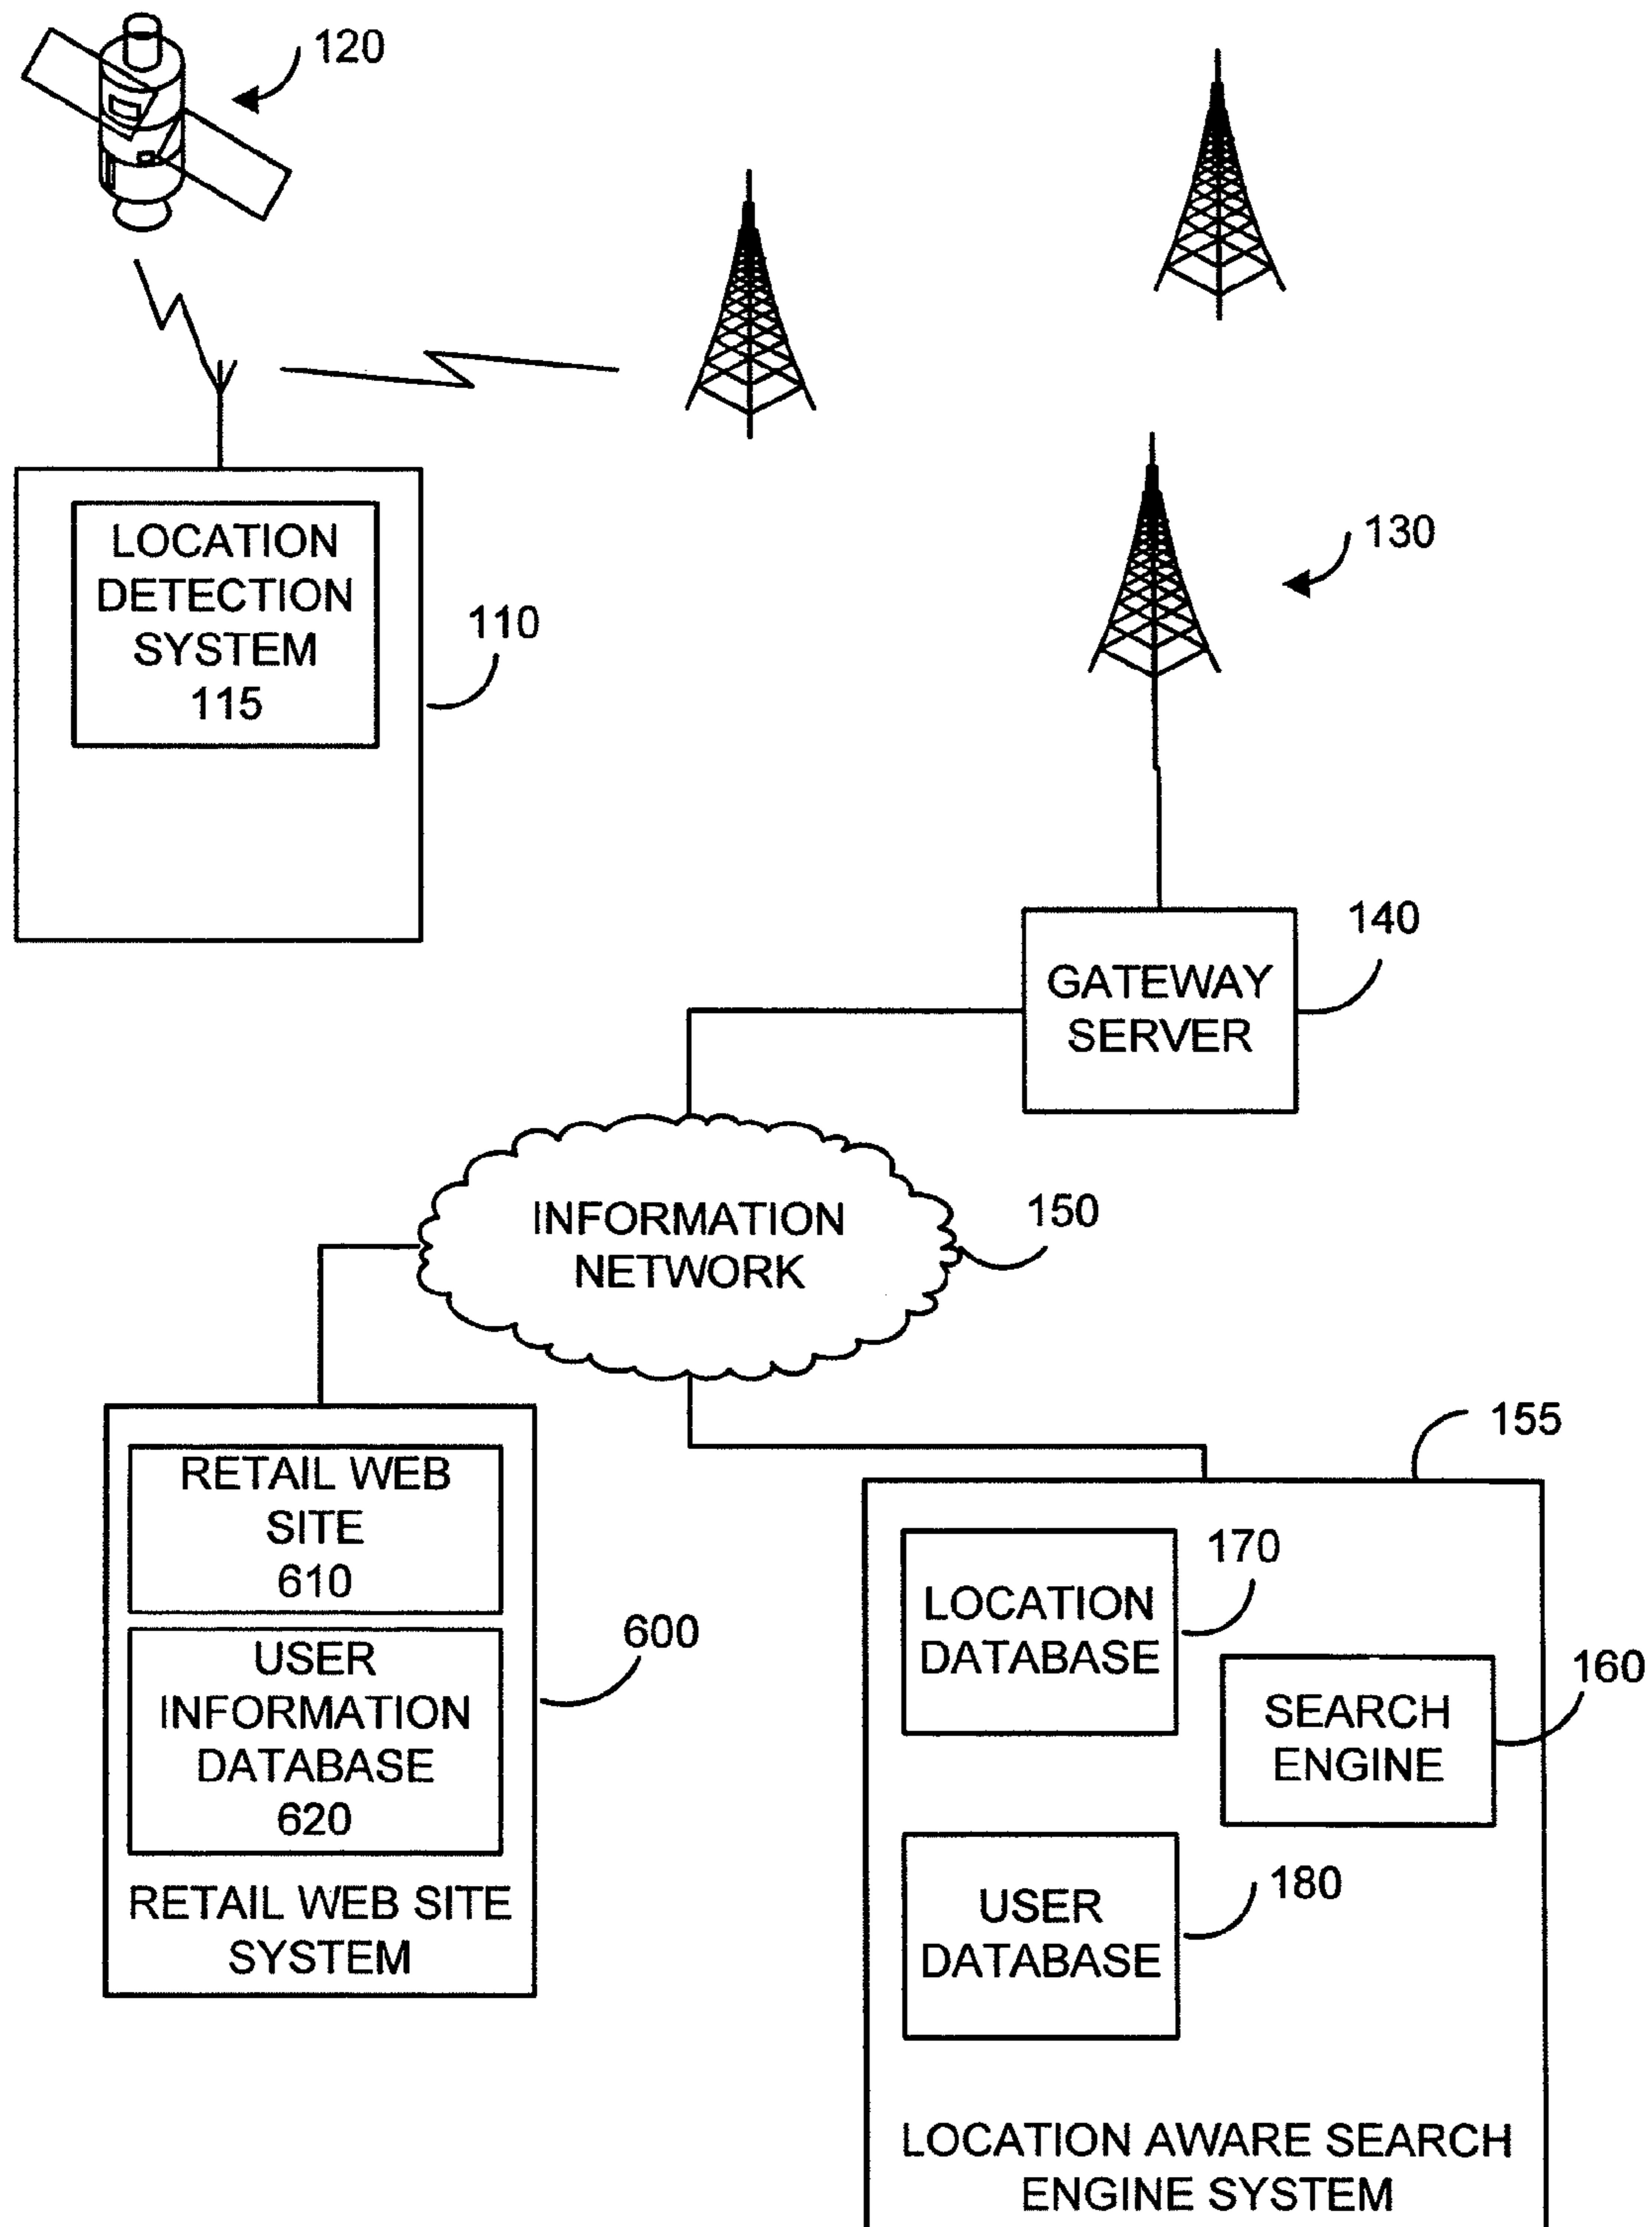 120
130
LOCATION
DETECTION
SYSTEM
115
110
140
GATEWAY
SERVER
150
INFORMATION
NETWORK
155
RETAIL WEB
SITE
610
170
LOCATION
DATABASE
600
USER
INFORMATION
DATABASE
620
160
SEARCH
ENGINE
180
USER
DATABASE
RETAIL WEB SITE
SYSTEM
LOCATION AWARE SEARCH
ENGINE SYSTEM